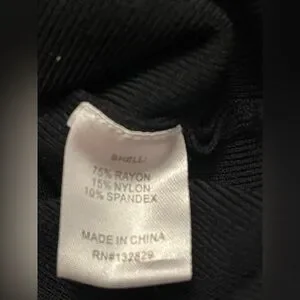 SHELL:
75% RAYON
15% NYLON
10% SPANDEX
MADE IN CHINA
RN#132829